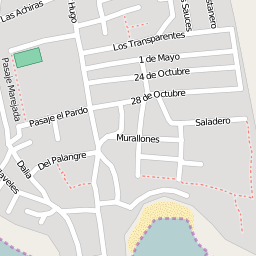 Las Achiras
Hugo
Los Sauces
Los Transparentes
1 de Mayo
24 de Octubre
Pasaje Marejada
28 de Octubre
Pasaje el Pardo
Saladero
Murallones
Del Palangre
Dalia